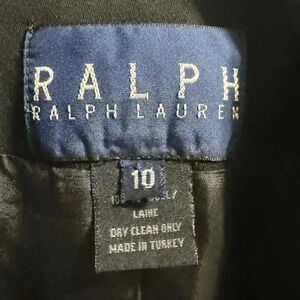 RALPH
RALPH LAUREN
10
LAINE
DRY CLEAN ONLY
MADE IN TURKEY